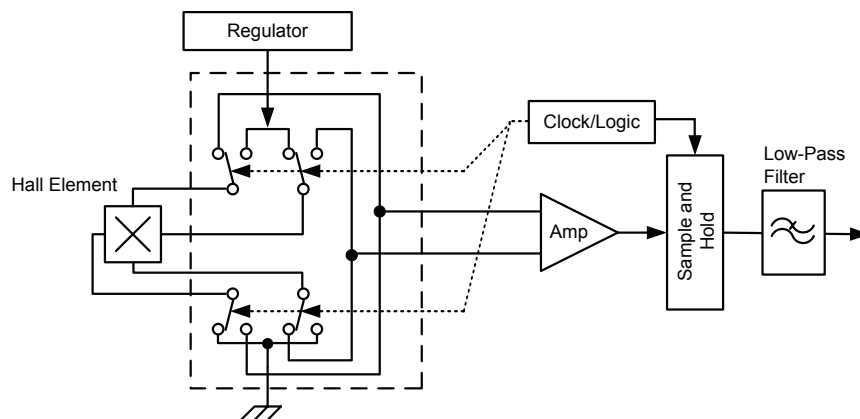 Regulator
Clock/Logic
Hall Element
Amp
Sample and
Hold
Low-Pass
Filter